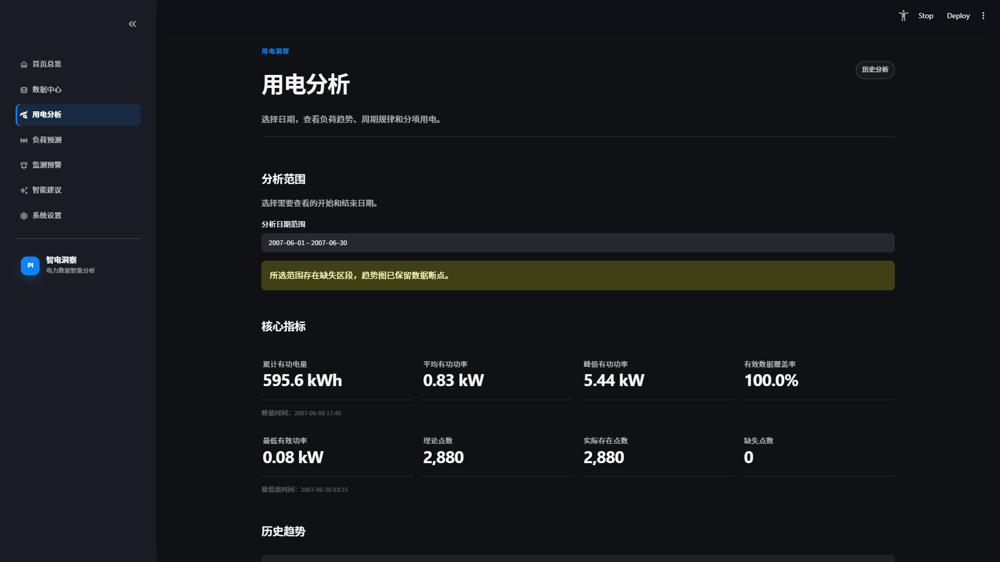 Stop
Deploy
首页总览
数据中心
用电分析
负荷预测
监测预警
智能建议
系统设置
PI
智电洞察
电力数据智能分析
用电洞察
用电分析
历史分析
选择日期，查看负荷趋势、周期规律和分项用电。
分析范围
选择需要查看的开始和结束日期。
分析日期范围
2007-06-01 – 2007-06-30
所选范围存在缺失区段，趋势图已保留数据断点。
核心指标
累计有功电量
595.6 kWh
平均有功功率
0.83 kW
峰值有功功率
5.44 kW
有效数据覆盖率
100.0%
峰值时间：2007-06-08 17:45
最低有效功率
0.08 kW
理论点数
2,880
实际存在点数
2,880
缺失点数
0
最低值时间：2007-06-20 03:15
历史趋势